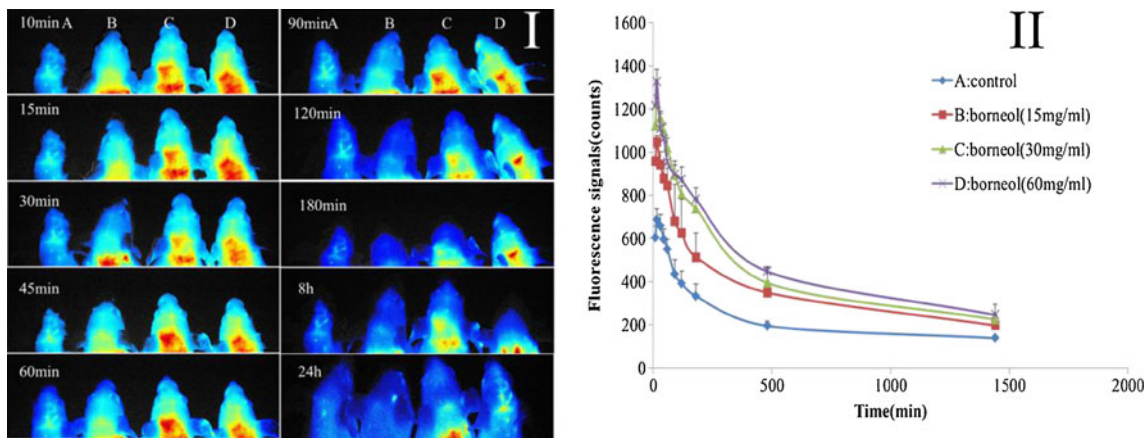 10min A B C D
90minA B C D
I
15min
120min
30min
180min
45min
8h
60min
24h
II
Fluorescence signals(counts)
1600
1400
1200
1000
800
600
400
200
0
0 500 1000 1500 2000
Time(min)
A:control
B:borneol(15mg/ml)
C:borneol(30mg/ml)
D:borneol(60mg/ml)